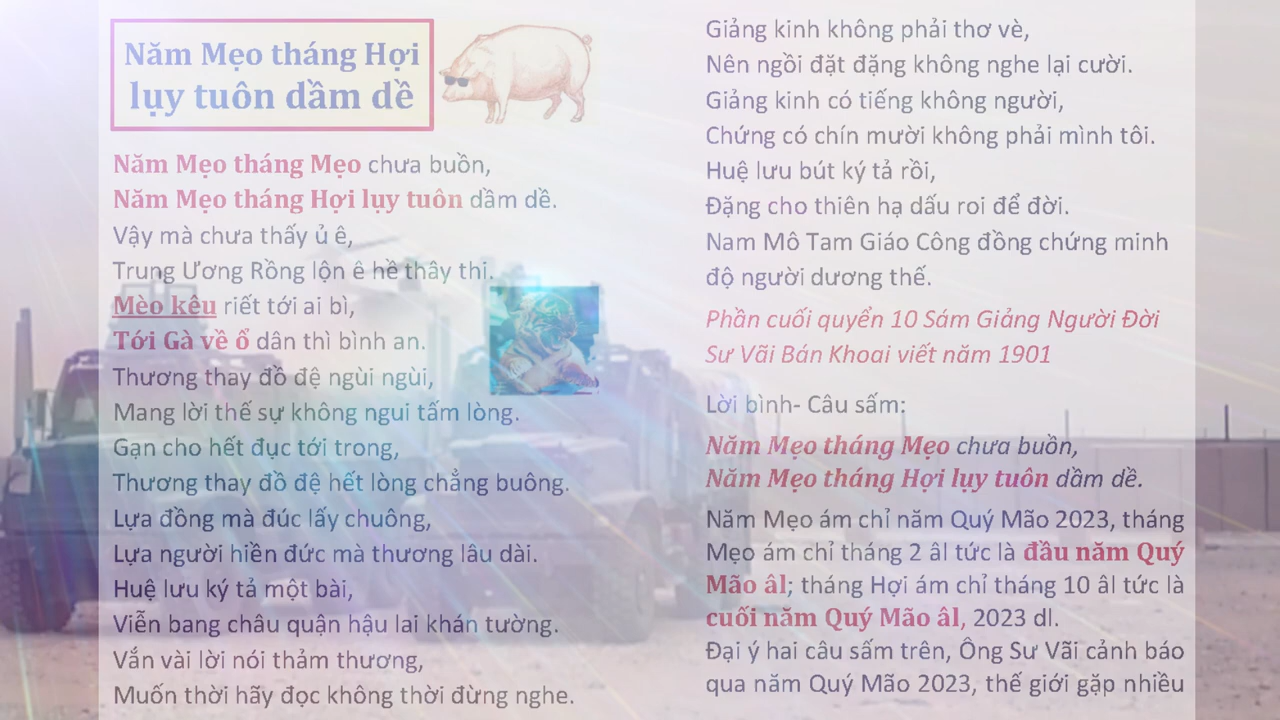 Năm Mẹo tháng Hợi
lụy tuôn dầm dề
Năm Mẹo tháng Mẹo chưa buồn,
Năm Mẹo tháng Hợi lụy tuôn dầm dề.
Vậy mà chưa thấy ủ ê,
Trung Ương Rồng lộn ê hề thây thi.
Mèo kêu riết tới ai bì,
Tới Gà về ổ dân thì bình an.
Thương thay đồ đệ ngùi ngùi,
Mang lời thế sự không ngui tấm lòng.
Gạn cho hết đục tới trong,
Thương thay đồ đệ hết lòng chẳng buông.
Lựa đồng mà đúc lấy chuông,
Lựa người hiền đức mà thương lâu dài.
Huệ lưu ký tả một bài,
Viễn bang châu quận hậu lai khán tường.
Vắn vài lời nói thảm thương,
Muốn thời hãy đọc không thời đừng nghe.
Giảng kinh không phải thơ vè,
Nên ngồi đặt đặng không nghe lại cười.
Giảng kinh có tiếng không người,
Chứng có chín mười không phải mình tôi.
Huệ lưu bút ký tả rồi,
Đặng cho thiên hạ dấu roi để đời.
Nam Mô Tam Giáo Công đồng chứng minh
độ người dương thế.
Phần cuối quyển 10 Sám Giảng Người Đời
Sư Vãi Bán Khoai viết năm 1901
Lời bình- Câu sấm:
Năm Mẹo tháng Mẹo chưa buồn,
Năm Mẹo tháng Hợi lụy tuôn dầm dề.
Năm Mẹo ám chỉ năm Quý Mão 2023, tháng
Mẹo ám chỉ tháng 2 âl tức là đầu năm Quý
Mão âl; tháng Hợi ám chỉ tháng 10 âl tức là
cuối năm Quý Mão âl, 2023 dl.
Đại ý hai câu sấm trên, Ông Sư Vãi cảnh báo
qua năm Quý Mão 2023, thế giới gặp nhiều